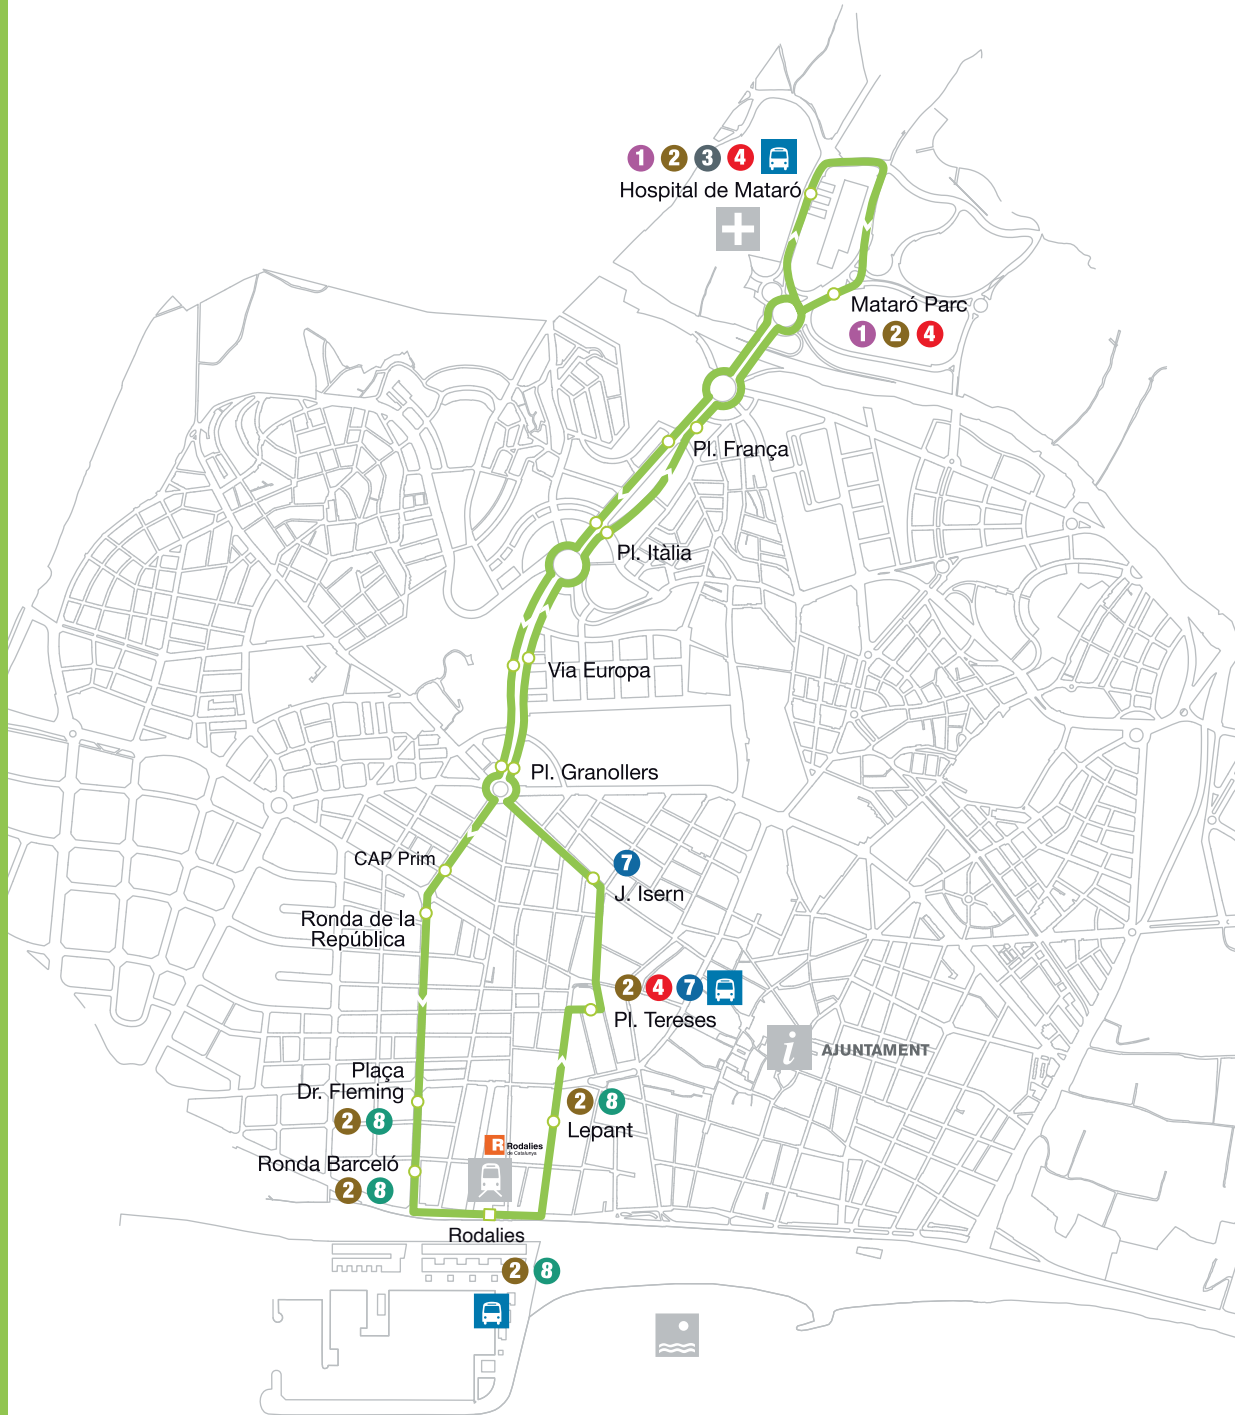 1 2 3 4
Hospital de Mataró
Mataró Parc
1 2 4
Pl. França
Pl. Itàlia
Via Europa
Pl. Granollers
CAP Prim
7
J. Isern
Ronda de la
República
2 4 7
Pl. Tereses
i AJUNTAMENT
Plaça
Dr. Fleming
2 8
2 8
Lepant
R Rodalies
de Catalunya
Ronda Barceló
2 8
Rodalies
2 8